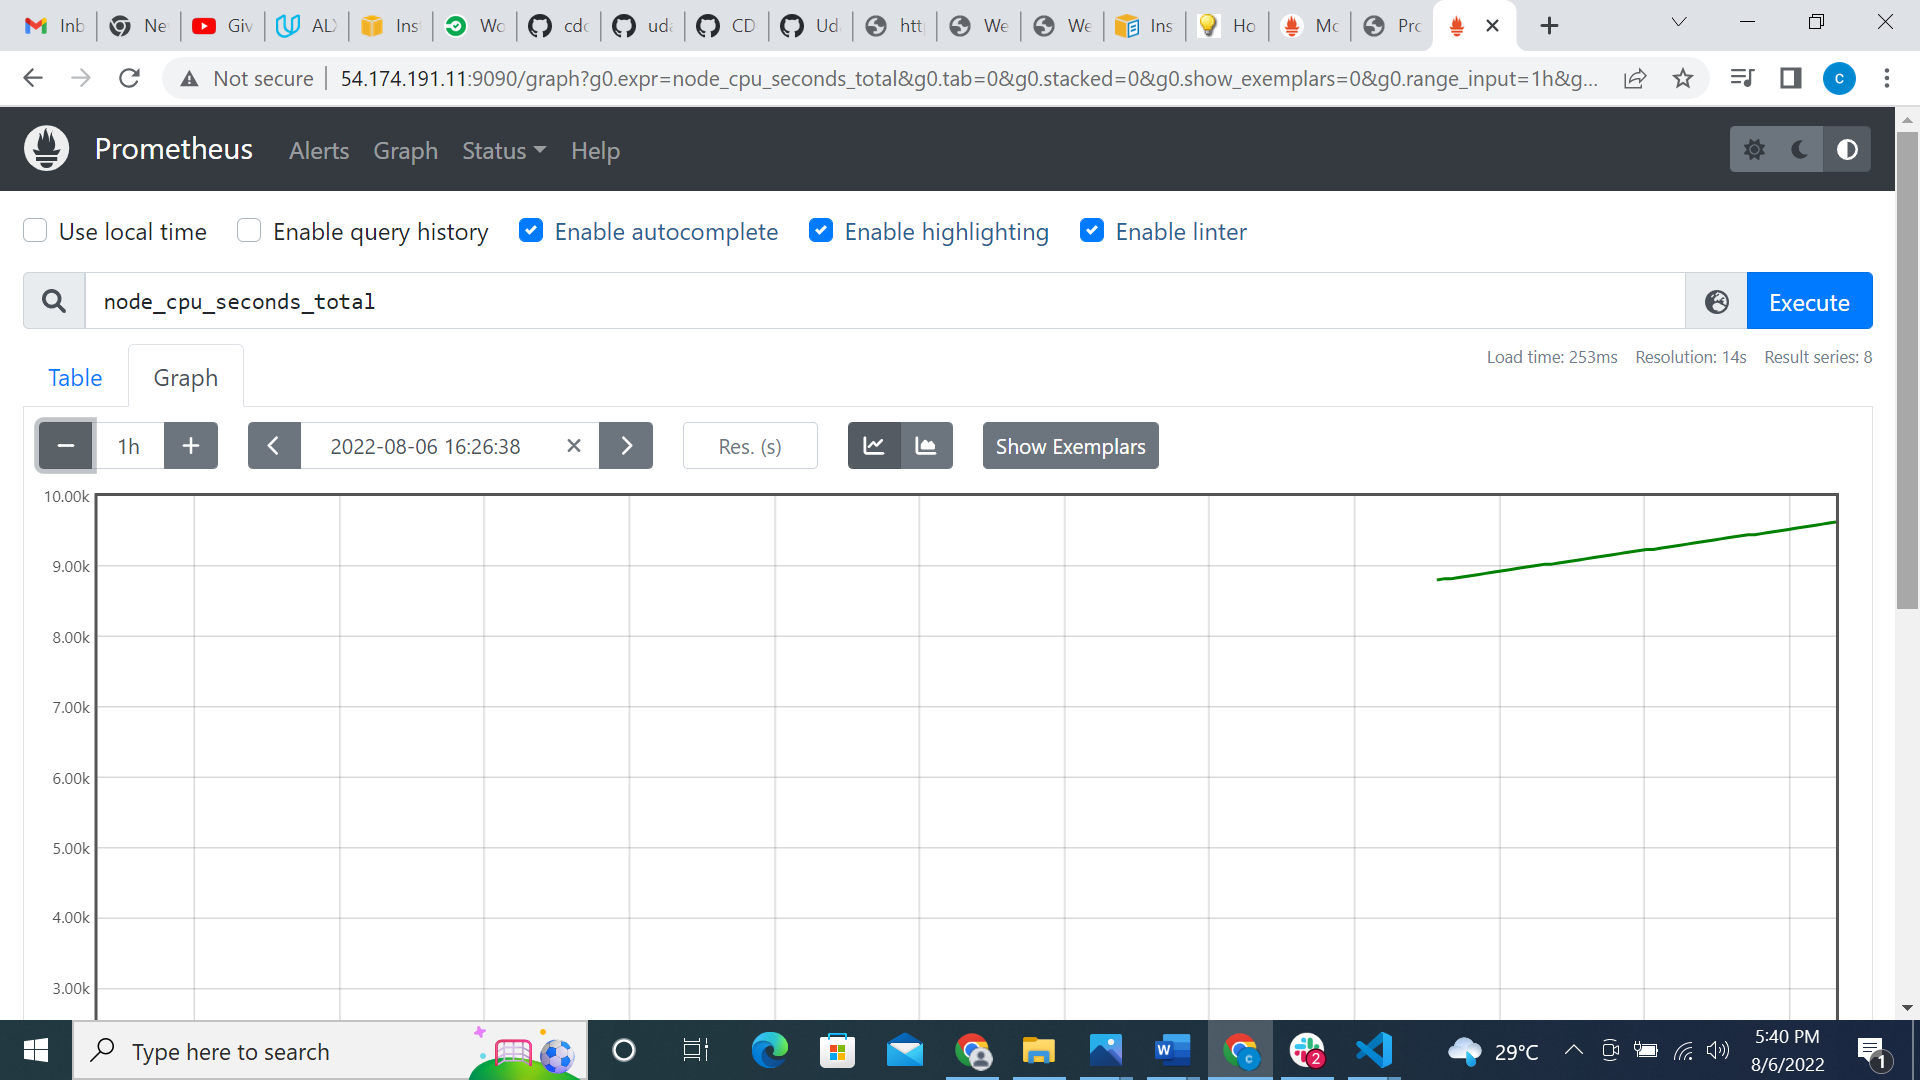 Inb Ne Giv AL Ins Wo cdc uda CD Ud htt We We Ins Ho Mo Pro
Not secure 54.174.191.11:9090/graph?g0.expr=node_cpu_seconds_total&g0.tab=0&g0.stacked=0&g0.show_exemplars=0&g0.range_input=1h&g...
c
Prometheus Alerts Graph Status Help
Use local time Enable query history Enable autocomplete Enable highlighting Enable linter
node_cpu_seconds_total Execute
Load time: 253ms Resolution: 14s Result series: 8
Table Graph
1h 2022-08-06 16:26:38 Res. (s) Show Exemplars
10.00k
9.00k
8.00k
7.00k
6.00k
5.00k
4.00k
3.00k
Type here to search
2
29°C
5:40 PM
8/6/2022
1